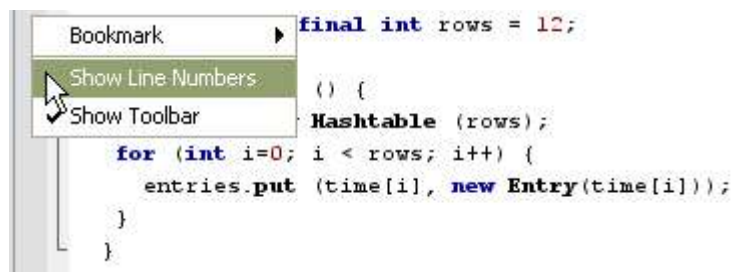 Bookmark
final int rows = 12;
Show Line Numbers
() {
Show Toolbar
Hashtable (rows);
for (int i=0; i < rows; i++) {
entries.put (time[i], new Entry(time[i]));
}
}